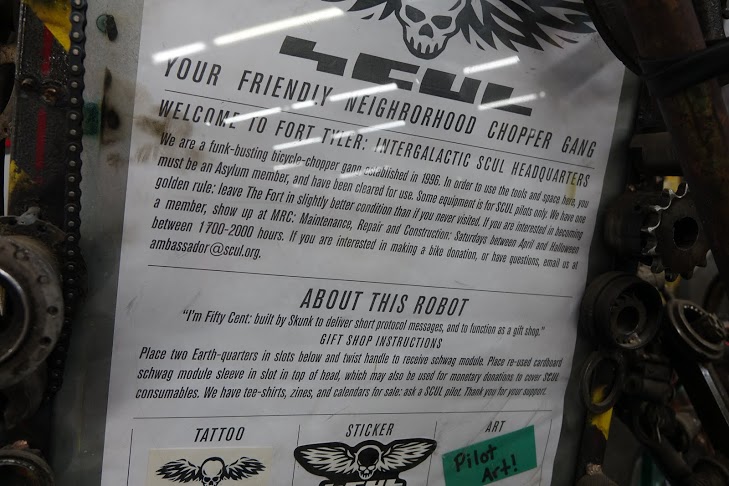 SCUL
YOUR FRIENDLY NEIGHBORHOOD CHOPPER GANG
WELCOME TO FORT TYLER: INTERGALACTIC SCUL HEADQUARTERS
We are a funk-busting bicycle-chopper gang established in 1996. In order to use the tools and space here, you
must be an Asylum member, and have been cleared for use. Some equipment is for SCUL pilots only. We have one
golden rule: leave The Fort in slightly better condition than if you never visited. If you are interested in becoming
a member, show up at MRC: Maintenance, Repair and Construction; Saturdays between April and Halloween
between 1700-2000 hours. If you are interested in making a bike donation, or have questions, email us at
ambassador@scul.org.
ABOUT THIS ROBOT
"I'm Fifty Cent: built by Skunk to deliver short protocol messages, and to function as a gift shop."
GIFT SHOP INSTRUCTIONS
Place two Earth-quarters in slots below and twist handle to receive schwag module. Place re-used cardboard
schwag module sleeve in slot in top of head, which may also be used for monetary donations to cover SCUL
consumables. We have tee-shirts, zines, and calendars for sale: ask a SCUL pilot. Thank you for your support.
TATTOO STICKER ART
SCUL
Pilot
Art!